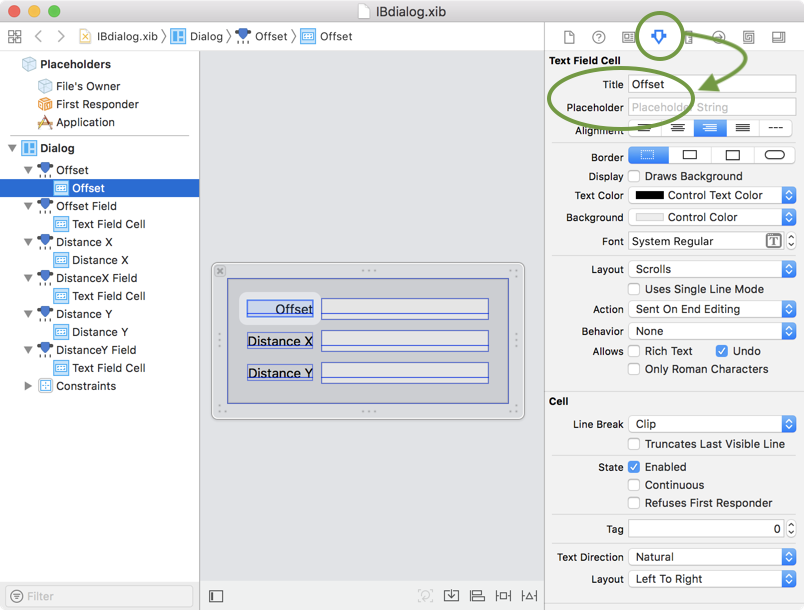 IBdialog.xib
IBdialog.xib Dialog Offset Offset
Placeholders
File's Owner
First Responder
Application
Dialog
Offset
Offset
Offset Field
Text Field Cell
Distance X
Distance X
DistanceX Field
Text Field Cell
Distance Y
Distance Y
DistanceY Field
Text Field Cell
Constraints
Filter
Offset
Distance X
Distance Y
Text Field Cell
Title Offset
Placeholder Placeholder String
Alignment
Border
Display Draws Background
Text Color Control Text Color
Background Control Color
Font System Regular T
Layout Scrolls
Uses Single Line Mode
Action Sent On End Editing
Behavior None
Allows Rich Text Undo
Only Roman Characters
Cell
Line Break Clip
Truncates Last Visible Line
State Enabled
Continuous
Refuses First Responder
Tag 0
Text Direction Natural
Layout Left To Right